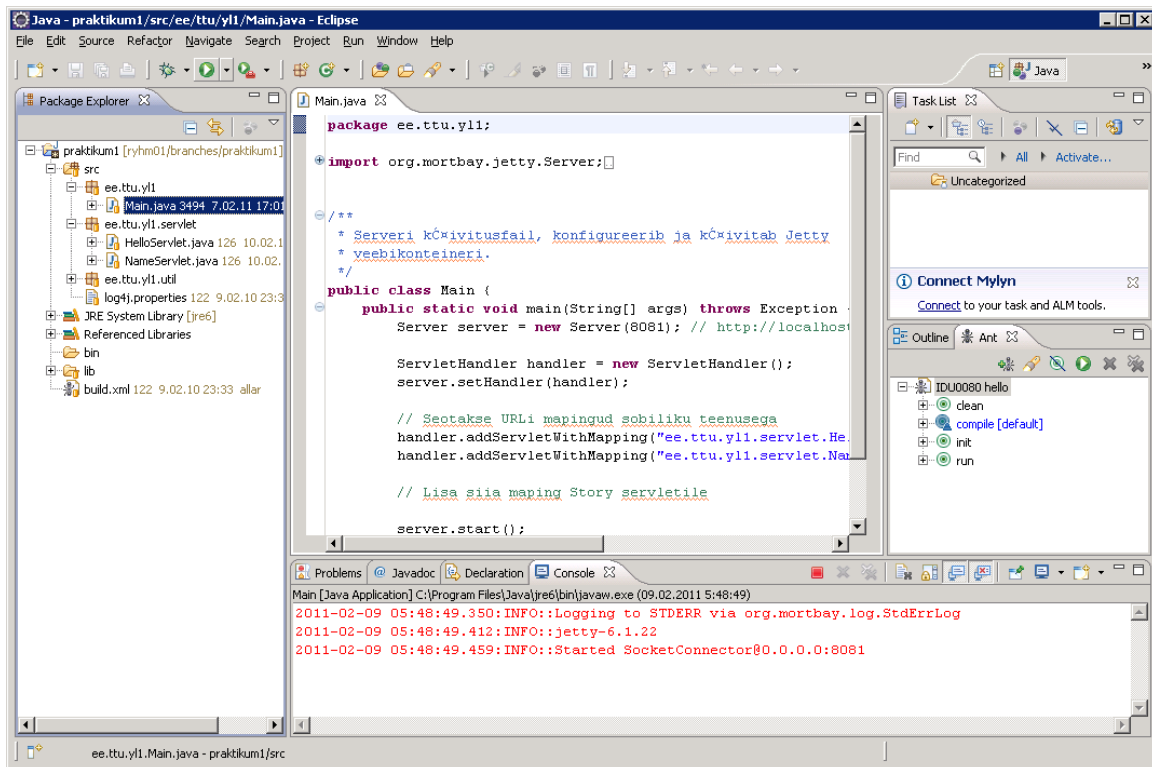 Java - praktikum1/src/ee/ttu/yl1/Main.java - Eclipse
File Edit Source Refactor Navigate Search Project Run Window Help
Java
»
Package Explorer
praktikum1 [ryhm01/branches/praktikum1]
src
ee.ttu.yl1
Main.java 3494 7.02.11 17:01
ee.ttu.yl1.servlet
HelloServlet.java 126 10.02.1
NameServlet.java 126 10.02.
ee.ttu.yl1.util
log4j.properties 122 9.02.10 23:3
JRE System Library [jre6]
Referenced Libraries
bin
lib
build.xml 122 9.02.10 23:33 allar
Main.java
package ee.ttu.yl1;
import org.mortbay.jetty.Server;
/**
* Serveri kĆ¤ivitusfail, konfigureerib ja kĆ¤ivitab Jetty
* veebikonteineri.
*/
public class Main {
public static void main(String[] args) throws Exception
Server server = new Server(8081); // http://localhost
ServletHandler handler = new ServletHandler();
server.setHandler(handler);
// Seotakse URLi mapingud sobiliku teenusega
handler.addServletWithMapping("ee.ttu.yl1.servlet.He
handler.addServletWithMapping("ee.ttu.yl1.servlet.Nam
// Lisa siia maping Story servletile
server.start();
Task List
Find All Activate...
Uncategorized
Connect Mylyn
Connect to your task and ALM tools.
Outline Ant
IDU0080 hello
clean
compile [default]
init
run
Problems @ Javadoc Declaration Console
Main [Java Application] C:\Program Files\Java\jre6\bin\javaw.exe (09.02.2011 5:48:49)
2011-02-09 05:48:49.350:INFO::Logging to STDERR via org.mortbay.log.StdErrLog
2011-02-09 05:48:49.412:INFO::jetty-6.1.22
2011-02-09 05:48:49.459:INFO::Started SocketConnector@0.0.0.0:8081
ee.ttu.yl1.Main.java - praktikum1/src